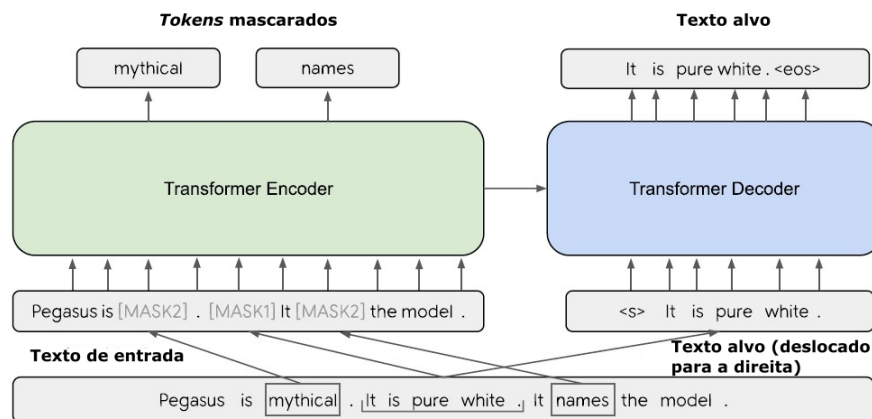 Tokens mascarados
Texto alvo
mythical
names
It is pure white . <eos>
Transformer Encoder
Transformer Decoder
Pegasus is [MASK2] . [MASK1] It [MASK2] the model .
<s> It is pure white .
Texto de entrada
Texto alvo (deslocado
para a direita)
Pegasus is mythical . It is pure white . It names the model .